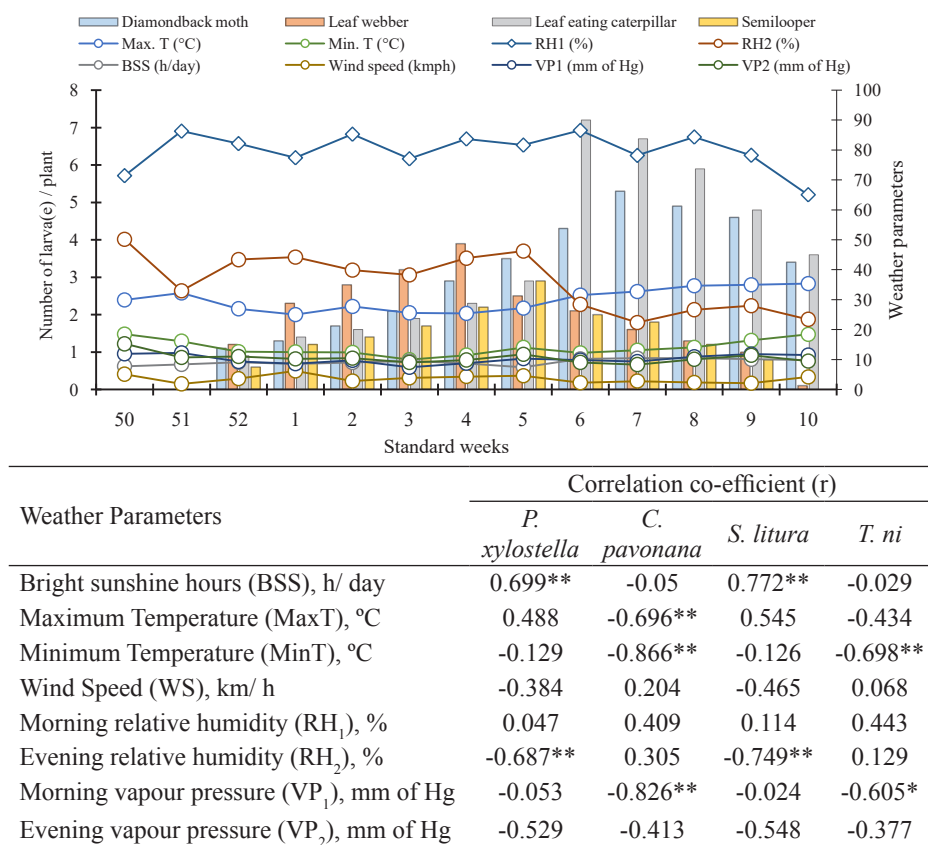 Diamondback moth Leaf webber Leaf eating caterpillar Semilooper
Max. T (°C) Min. T (°C) RH1 (%) RH2 (%)
BSS (h/day) Wind speed (kmph) VP1 (mm of Hg) VP2 (mm of Hg)
Number of larva(e) / plant
8
7
6
5
4
3
2
1
0
100
90
80
70
60
50
40
30
20
10
0
Weather parameters
50 51 52 1 2 3 4 5 6 7 8 9 10
Standard weeks
Weather Parameters
Correlation co-efficient (r)
P. xylostella C. pavonana S. litura T. ni
Bright sunshine hours (BSS), h/ day 0.699** -0.05 0.772** -0.029
Maximum Temperature (MaxT), ºC 0.488 -0.696** 0.545 -0.434
Minimum Temperature (MinT), ºC -0.129 -0.866** -0.126 -0.698**
Wind Speed (WS), km/ h -0.384 0.204 -0.465 0.068
Morning relative humidity (RH₁), % 0.047 0.409 0.114 0.443
Evening relative humidity (RH₂), % -0.687** 0.305 -0.749** 0.129
Morning vapour pressure (VP₁), mm of Hg -0.053 -0.826** -0.024 -0.605*
Evening vapour pressure (VP₂), mm of Hg -0.529 -0.413 -0.548 -0.377